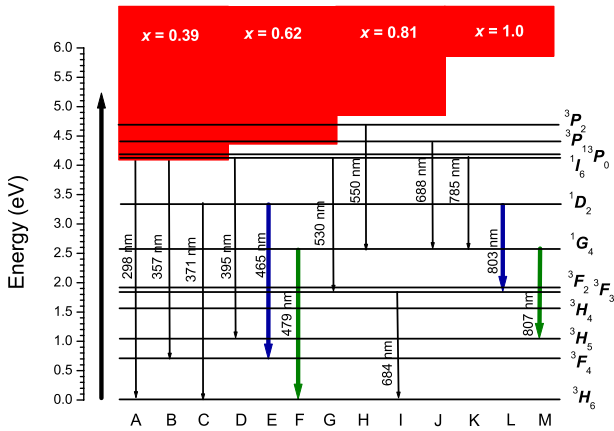 x = 0.39
x = 0.62
x = 0.81
x = 1.0
Energy (eV)
6.0
5.5
5.0
4.5
4.0
3.5
3.0
2.5
2.0
1.5
1.0
0.5
0.0
298 nm
357 nm
371 nm
395 nm
465 nm
479 nm
530 nm
550 nm
684 nm
688 nm
785 nm
803 nm
807 nm
³P₂
³P₁ ³P₀
¹I₆
¹D₂
¹G₄
³F₂ ³F₃
³H₄
³H₅
³F₄
³H₆
A B C D E F G H I J K L M